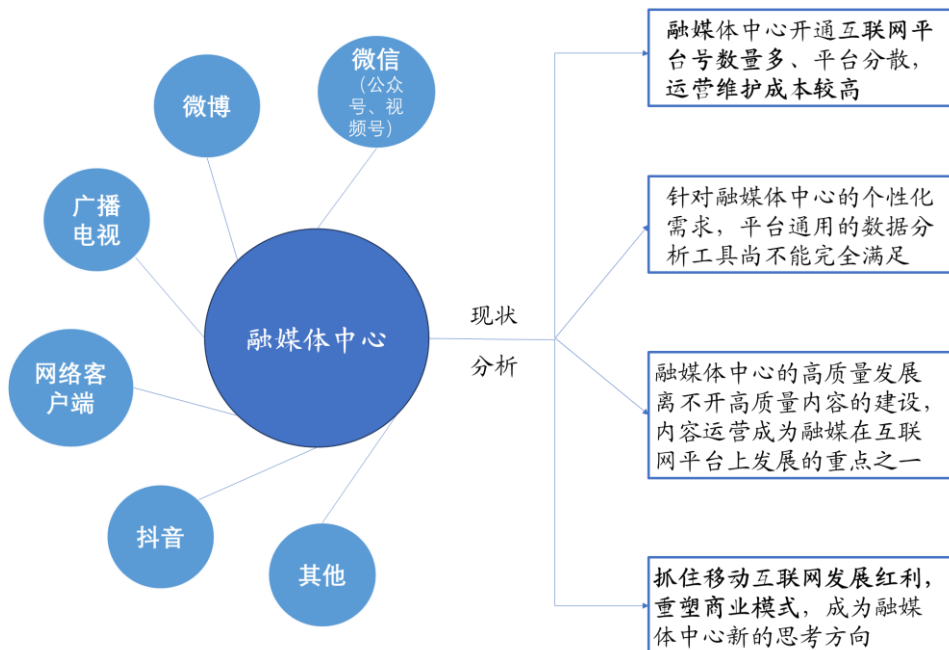 微信
（公众
号、视
频号）
微博
广播
电视
网络客
户端
抖音
其他
融媒体中心
现状
分析
融媒体中心开通互联网平
台号数量多、平台分散，
运营维护成本较高
针对融媒体中心的个性化
需求，平台通用的数据分
析工具尚不能完全满足
融媒体中心的高质量发展
离不开高质量内容的建设，
内容运营成为融媒在互联
网平台上发展的重点之一
抓住移动互联网发展红利，
重塑商业模式，成为融媒
体中心新的思考方向